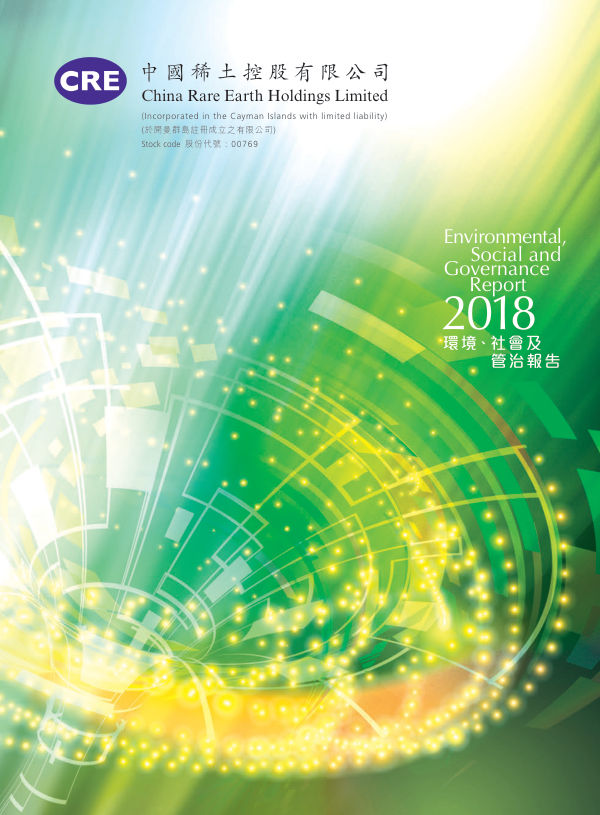 CRE
中國稀土控股有限公司
China Rare Earth Holdings Limited
(Incorporated in the Cayman Islands with limited liability)
(於開曼群島註冊成立之有限公司)
Stock code 股份代號 : 00769
Environmental,
Social and
Governance
Report
2018
環境、社會及
管治報告